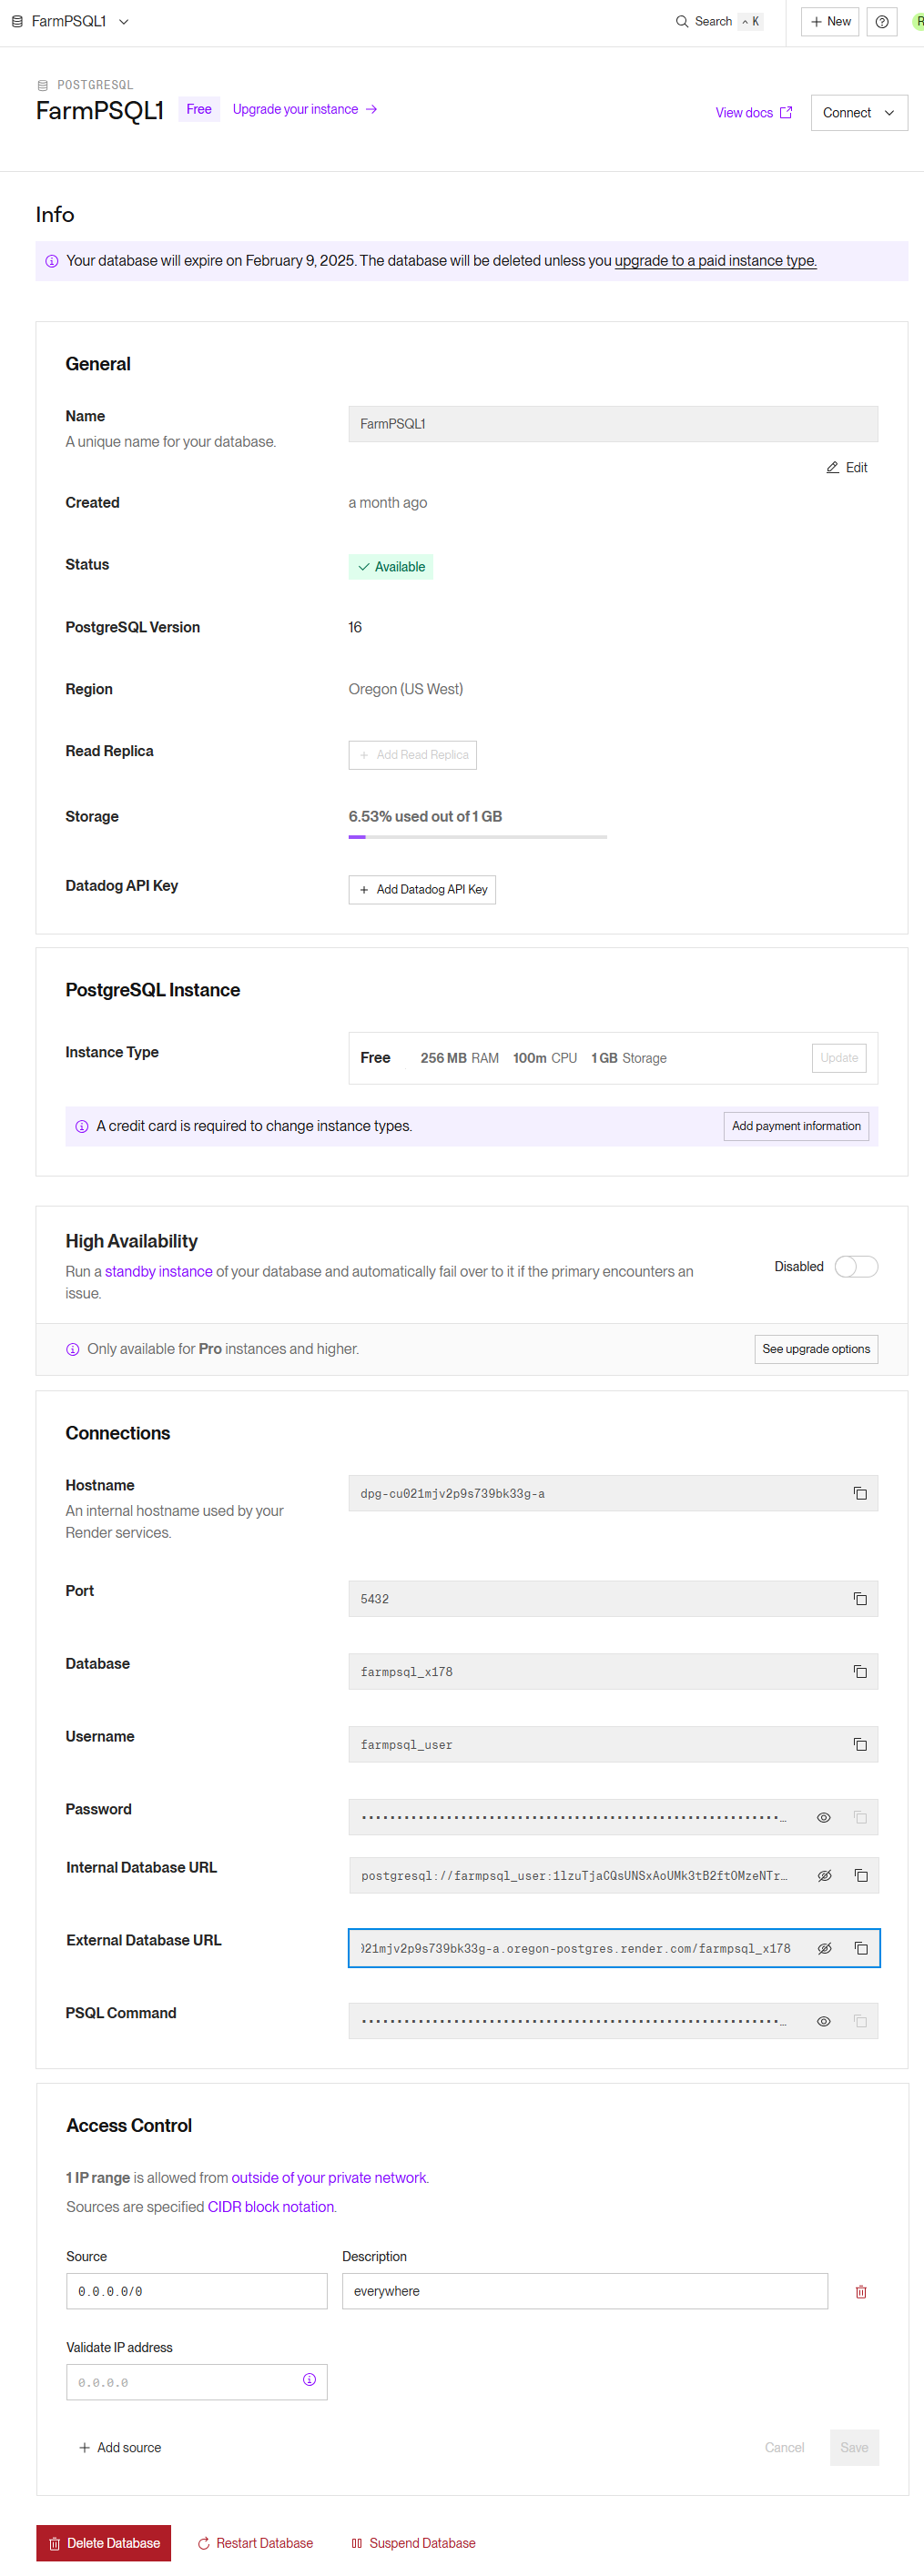 FarmPSQL1
Search
K
New
R
POSTGRESQL
FarmPSQL1
Free
Upgrade your instance →
View docs
Connect
Info
Your database will expire on February 9, 2025. The database will be deleted unless you upgrade to a paid instance type.
General
Name
A unique name for your database.
FarmPSQL1
Edit
Created
a month ago
Status
Available
PostgreSQL Version
16
Region
Oregon (US West)
Read Replica
+ Add Read Replica
Storage
6.53% used out of 1 GB
Datadog API Key
+ Add Datadog API Key
PostgreSQL Instance
Instance Type
Free 256 MB RAM 100m CPU 1 GB Storage
Update
A credit card is required to change instance types.
Add payment information
High Availability
Run a standby instance of your database and automatically fail over to it if the primary encounters an
issue.
Disabled
Only available for Pro instances and higher.
See upgrade options
Connections
Hostname
An internal hostname used by your
Render services.
dpg-cu021mjv2p9s739bk33g-a
Port
5432
Database
farmpsql_x178
Username
farmpsql_user
Password
Internal Database URL
postgresql://farmpsql_user:1lzuTjaCQsUNSxAoUMk3tB2ftOMzeNTr…
External Database URL
021mjv2p9s739bk33g-a.oregon-postgres.render.com/farmpsql_x178
PSQL Command
Access Control
1 IP range is allowed from outside of your private network.
Sources are specified CIDR block notation.
Source
Description
0.0.0.0/0
everywhere
Validate IP address
0.0.0.0
+ Add source
Cancel
Save
Delete Database
Restart Database
Suspend Database